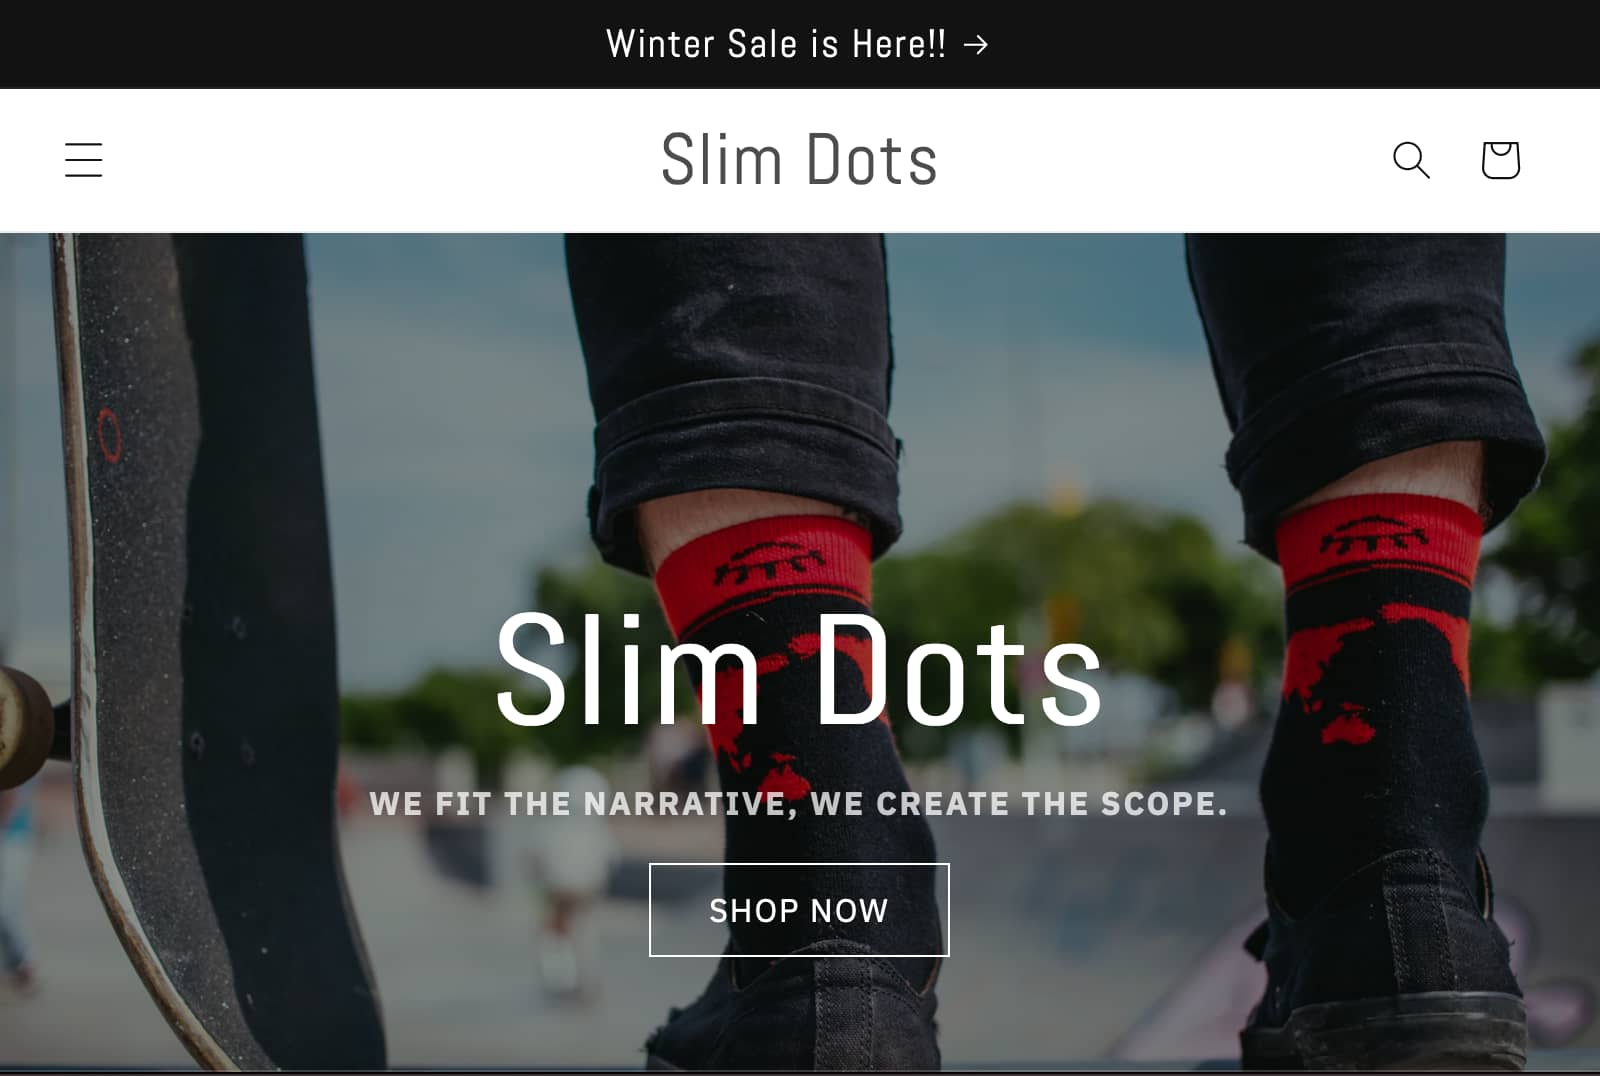 Winter Sale is Here!! →
Slim Dots
Slim Dots
WE FIT THE NARRATIVE, WE CREATE THE SCOPE.
SHOP NOW